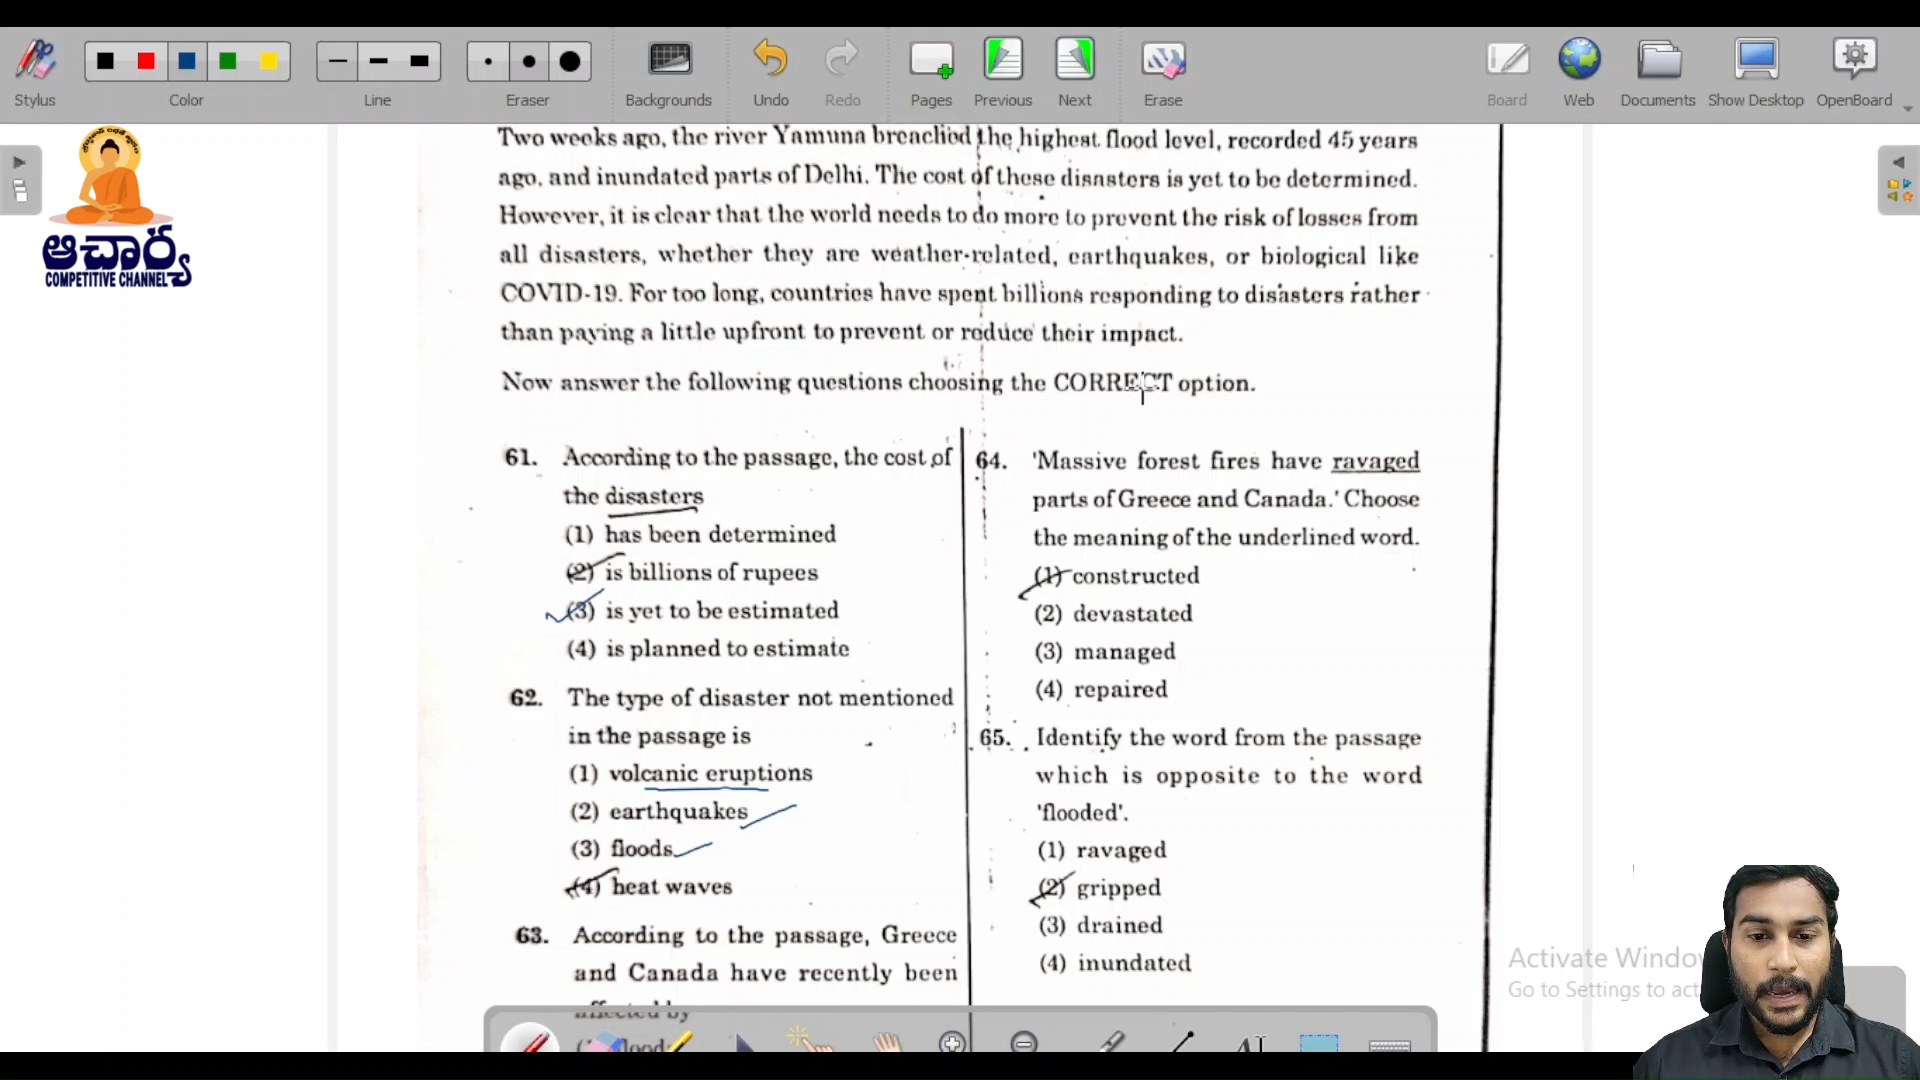 Stylus
Color
Line
Eraser
Backgrounds
Undo
Redo
Pages
Previous
Next
Erase
Board
Web
Documents
Show Desktop
OpenBoard
ఆచార్య
COMPETITIVE CHANNEL
Two weeks ago, the river Yamuna breached the highest flood level, recorded 45 years
ago, and inundated parts of Delhi. The cost of these disasters is yet to be determined.
However, it is clear that the world needs to do more to prevent the risk of losses from
all disasters, whether they are weather-related, earthquakes, or biological like
COVID-19. For too long, countries have spent billions responding to disasters rather
than paying a little upfront to prevent or reduce their impact.
Now answer the following questions choosing the CORRECT option.
61. According to the passage, the cost of
the disasters
(1) has been determined
(2) is billions of rupees
(3) is yet to be estimated
(4) is planned to estimate
62. The type of disaster not mentioned
in the passage is
(1) volcanic eruptions
(2) earthquakes
(3) floods
(4) heat waves
63. According to the passage, Greece
and Canada have recently been
affected by
64. 'Massive forest fires have ravaged
parts of Greece and Canada.' Choose
the meaning of the underlined word.
(1) constructed
(2) devastated
(3) managed
(4) repaired
65. Identify the word from the passage
which is opposite to the word
'flooded'.
(1) ravaged
(2) gripped
(3) drained
(4) inundated
Activate Windo
Go to Settings to act